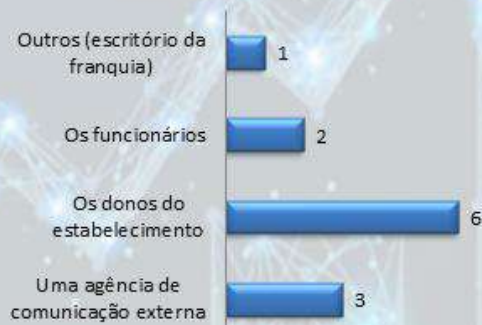 Outros (escritório da
franquia)
1
Os funcionários
2
Os donos do
estabelecimento
6
Uma agência de
comunicação externa
3